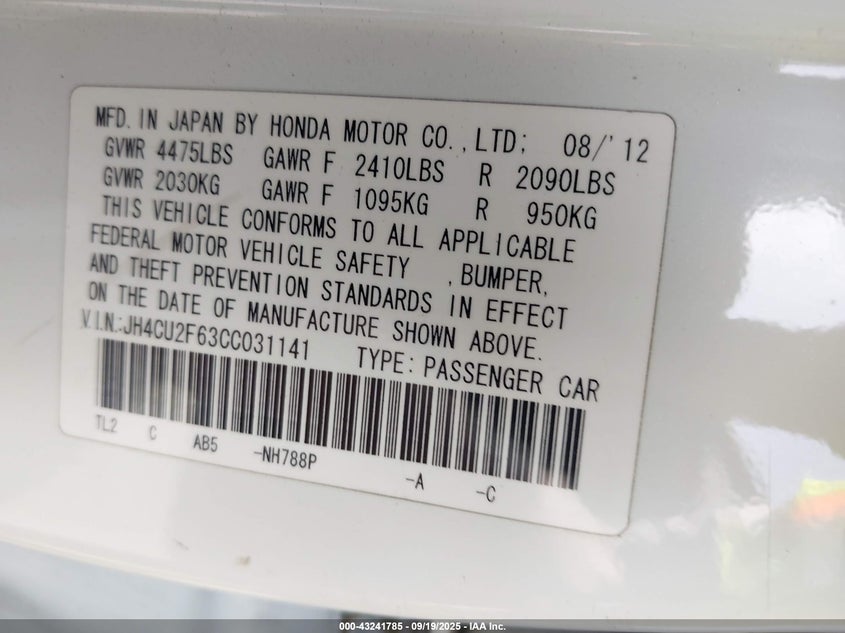 MFD. IN JAPAN BY HONDA MOTOR CO., LTD; 08/'12
GVWR 4475LBS GAWR F 2410LBS R 2090LBS
GVWR 2030KG GAWR F 1095KG R 950KG
THIS VEHICLE CONFORMS TO ALL APPLICABLE
FEDERAL MOTOR VEHICLE SAFETY , BUMPER,
AND THEFT PREVENTION STANDARDS IN EFFECT
ON THE DATE OF MANUFACTURE SHOWN ABOVE.
V.I.N.:JH4CU2F63CC031141 TYPE: PASSENGER CAR
TL2 C AB5 -NH788P -A -C
000-43241785 - 09/19/2025 - IAA Inc.